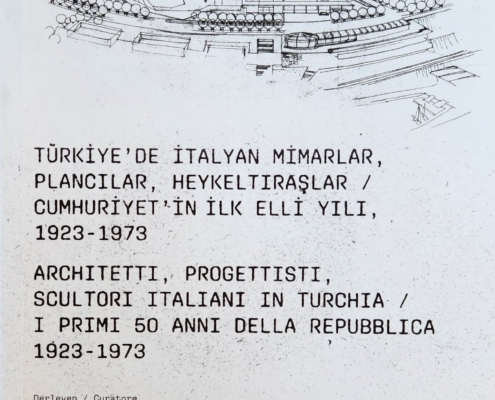 TÜRKİYE'DE İTALYAN MİMARLAR,
PLANCILAR, HEYKELTIRAŞLAR /
CUMHURİYET'İN İLK ELLİ YILI,
1923-1973
ARCHITETTI, PROGETTISTI,
SCULTORI ITALIANI IN TURCHIA /
I PRIMI 50 ANNI DELLA REPUBBLICA
1923-1973
Derleyen / Curatore